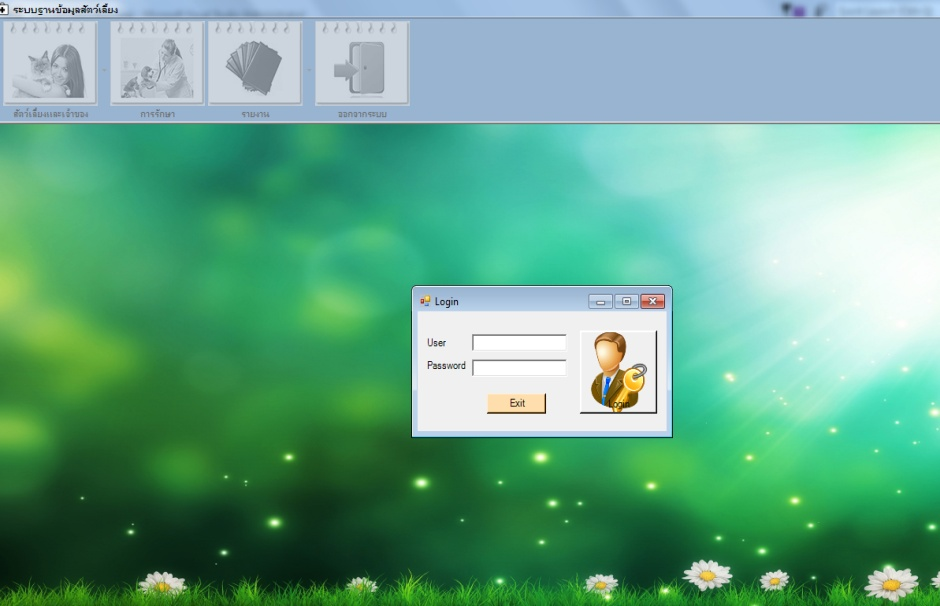 ระบบฐานข้อมูลสัตว์เลี้ยง
สัตว์เลี้ยงและเจ้าของ
การรักษา
รายงาน
ออกจากระบบ
Login
User
Password
Exit
Login